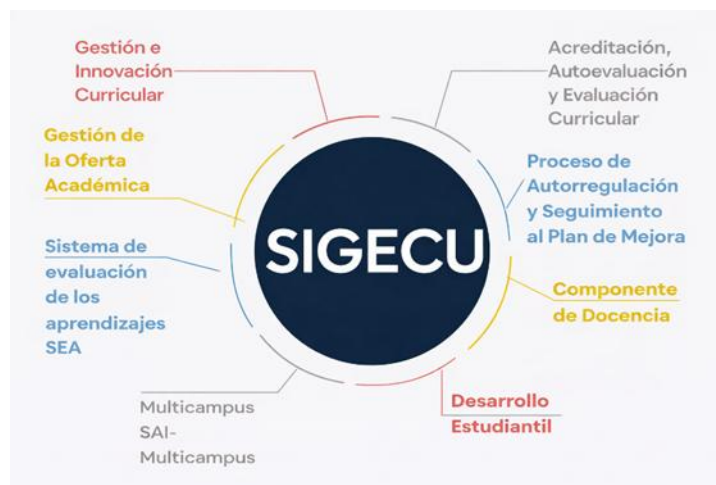 Gestión e
Innovación
Curricular
Acreditación,
Autoevaluación
y Evaluación
Curricular
Gestión de
la Oferta
Académica
Proceso de
Autorregulación
y Seguimiento
al Plan de Mejora
SIGECU
Sistema de
evaluación
de los
aprendizajes
SEA
Componente
de Docencia
Multicampus
SAI-
Multicampus
Desarrollo
Estudiantil